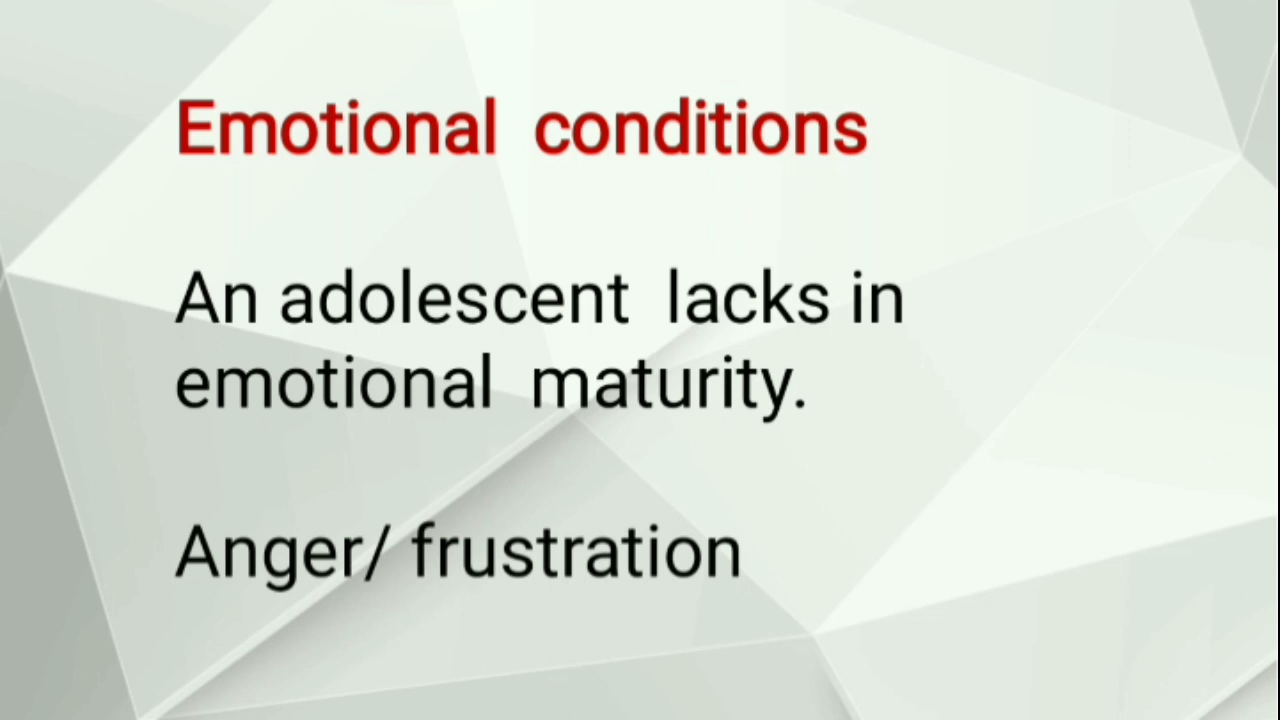 Emotional conditions
An adolescent lacks in
emotional maturity.
Anger/ frustration